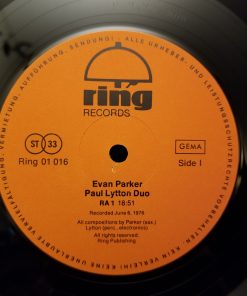 VERMIETUNG, AUFFÜHRUNG, SENDUNG! ALLE URHEBER- UND LEISTUNGSSCHUTZRECHTE VORBEHALTEN. KEIN VERLEIH! KEINE UNERLAUBTE VERVIELFÄLTIGUNG,
ring
RECORDS
ST 33
GEMA
Ring 01 016
Side I
Evan Parker
Paul Lytton Duo
RA 1 18:51
Recorded June 9, 1976
All compositions by Parker (sax.)
Lytton (perc., electronics)
All rights reserved.
Ring Publishing